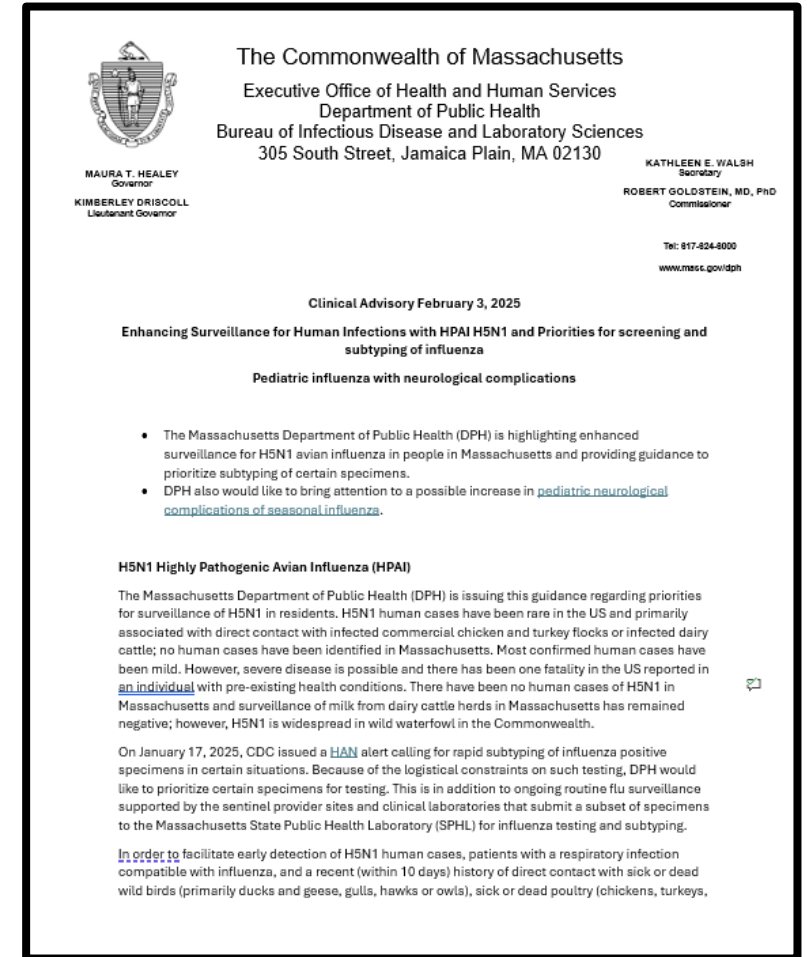 The Commonwealth of Massachusetts
Executive Office of Health and Human Services
Department of Public Health
Bureau of Infectious Disease and Laboratory Sciences
305 South Street, Jamaica Plain, MA 02130
MAURA T. HEALEY
Governor
KIMBERLEY DRISCOLL
Lieutenant Governor
KATHLEEN E. WALSH
Secretary
ROBERT GOLDSTEIN, MD, PhD
Commissioner
Tel: 617-624-6000
www.mass.gov/dph
Clinical Advisory February 3, 2025
Enhancing Surveillance for Human Infections with HPAI H5N1 and Priorities for screening and
subtyping of influenza
Pediatric influenza with neurological complications
• The Massachusetts Department of Public Health (DPH) is highlighting enhanced
surveillance for H5N1 avian influenza in people in Massachusetts and providing guidance to
prioritize subtyping of certain specimens.
• DPH also would like to bring attention to a possible increase in pediatric neurological
complications of seasonal influenza.
H5N1 Highly Pathogenic Avian Influenza (HPAI)
The Massachusetts Department of Public Health (DPH) is issuing this guidance regarding priorities
for surveillance of H5N1 in residents. H5N1 human cases have been rare in the US and primarily
associated with direct contact with infected commercial chicken and turkey flocks or infected dairy
cattle; no human cases have been identified in Massachusetts. Most confirmed human cases have
been mild. However, severe disease is possible and there has been one fatality in the US reported in
an individual with pre-existing health conditions. There have been no human cases of H5N1 in
Massachusetts and surveillance of milk from dairy cattle herds in Massachusetts has remained
negative; however, H5N1 is widespread in wild waterfowl in the Commonwealth.
On January 17, 2025, CDC issued a HAN alert calling for rapid subtyping of influenza positive
specimens in certain situations. Because of the logistical constraints on such testing, DPH would
like to prioritize certain specimens for testing. This is in addition to ongoing routine flu surveillance
supported by the sentinel provider sites and clinical laboratories that submit a subset of specimens
to the Massachusetts State Public Health Laboratory (SPHL) for influenza testing and subtyping.
In order to facilitate early detection of H5N1 human cases, patients with a respiratory infection
compatible with influenza, and a recent (within 10 days) history of direct contact with sick or dead
wild birds (primarily ducks and geese, gulls, hawks or owls), sick or dead poultry (chickens, turkeys,